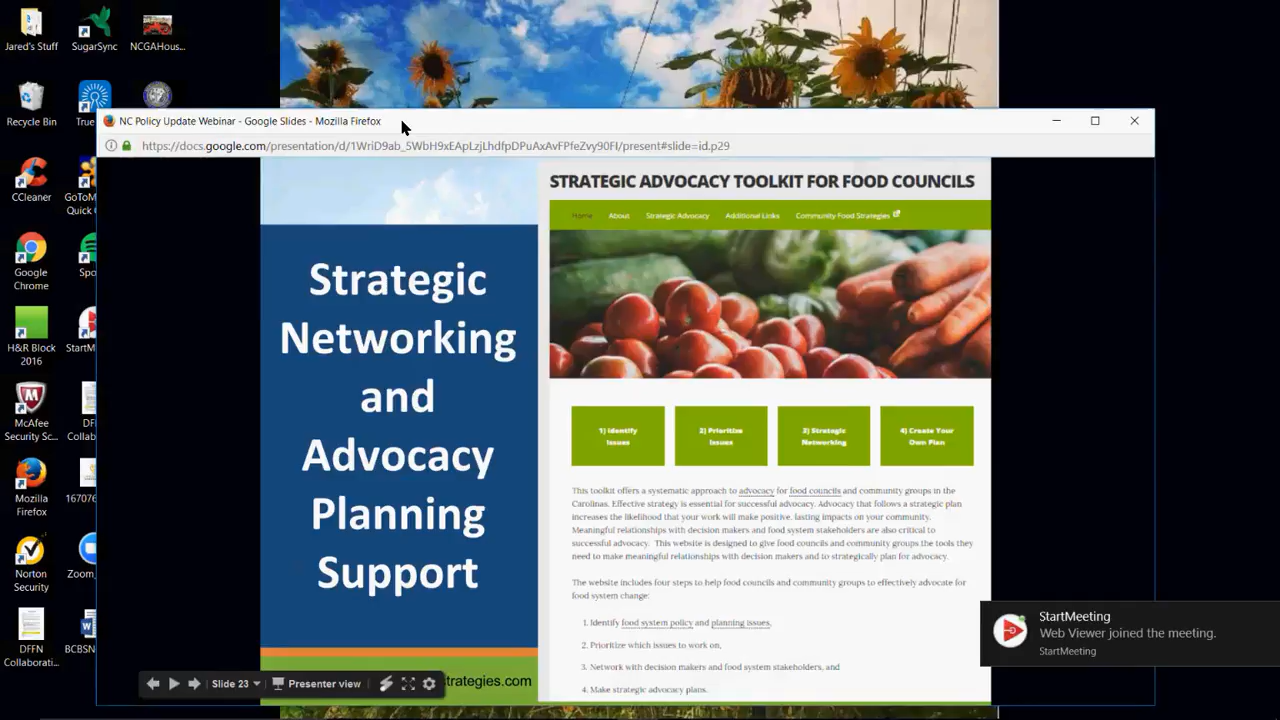 Jared's Stuff
SugarSync
NCGAHous...
Recycle Bin
True
CCleaner
GoToM
Quick C
Google
Chrome
Spo
H&R Block
2016
StartM
McAfee
Security Sc...
DFF
Collab
Mozilla
Firefox
167076
Norton
Security
Zoom_
DFFN
Collaborati...
BCBSN
NC Policy Update Webinar - Google Slides - Mozilla Firefox
https://docs.google.com/presentation/d/1WriD9ab_5WbH9xEApLzjLhdfpDPuAxAvFPfeZvy90FI/present#slide=id.p29
Strategic
Networking
and
Advocacy
Planning
Support
trategies.com
STRATEGIC ADVOCACY TOOLKIT FOR FOOD COUNCILS
Home About Strategic Advocacy Additional Links Community Food Strategies
1) Identify
Issues
2) Prioritize
Issues
3) Strategic
Networking
4) Create Your
Own Plan
This toolkit offers a systematic approach to advocacy for food councils and community groups in the
Carolinas. Effective strategy is essential for successful advocacy. Advocacy that follows a strategic plan
increases the likelihood that your work will make positive, lasting impacts on your community.
Meaningful relationships with decision makers and food system stakeholders are also critical to
successful advocacy. This website is designed to give food councils and community groups the tools they
need to make meaningful relationships with decision makers and to strategically plan for advocacy.
The website includes four steps to help food councils and community groups to effectively advocate for
food system change:
1. Identify food system policy and planning issues,
2. Prioritize which issues to work on,
3. Network with decision makers and food system stakeholders, and
4. Make strategic advocacy plans.
Slide 23 Presenter view
StartMeeting
Web Viewer joined the meeting.
StartMeeting